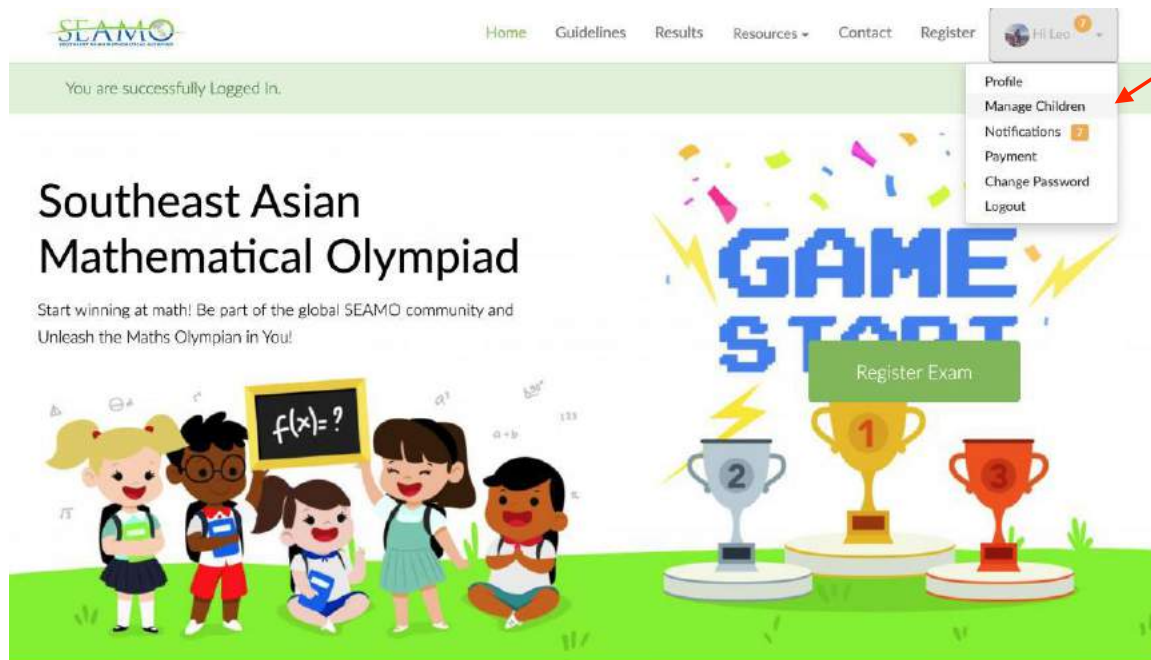 SEAMO
Home Guidelines Results Resources Contact Register Hi Leo 7
You are successfully Logged In.
Profile
Manage Children
Notifications 7
Payment
Change Password
Logout
Southeast Asian
Mathematical Olympiad
Start winning at math! Be part of the global SEAMO community and
Unleash the Maths Olympian in You!
GAME
START
Register Exam
f(x)=?
a+b
123
√5
1
2
3